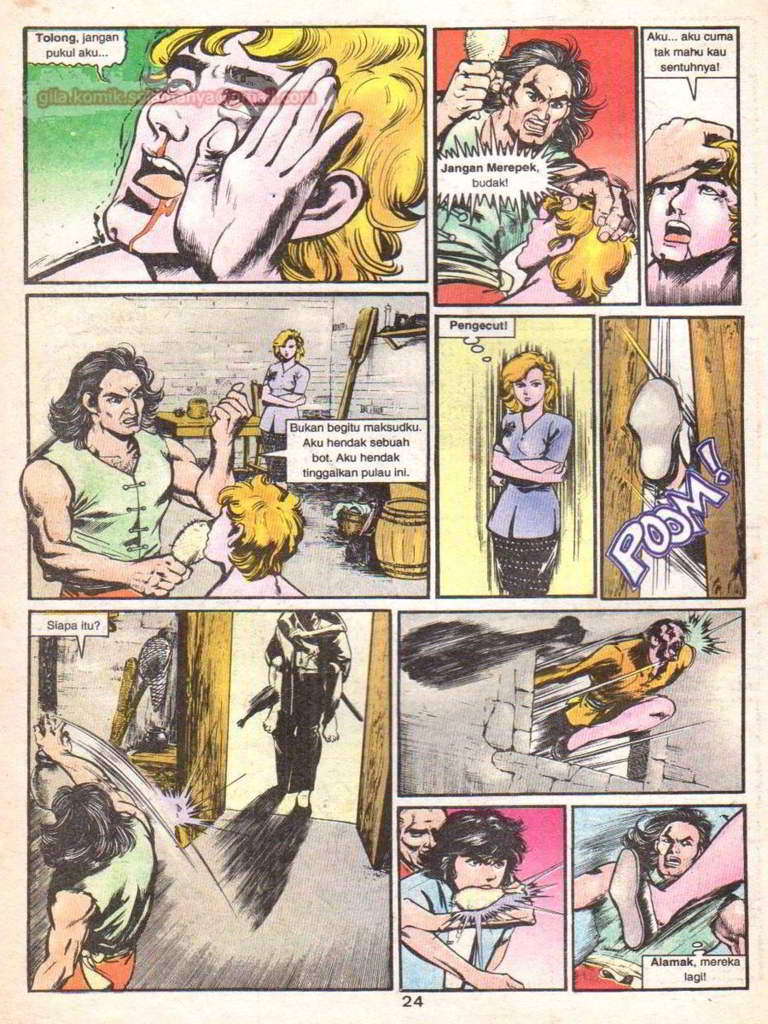 Tolong, jangan
pukul aku...
Jangan Merepek,
budak!
Aku... aku cuma
tak mahu kau
sentuhnya!
Bukan begitu maksudku.
Aku hendak sebuah
bot. Aku hendak
tinggalkan pulau ini.
Pengecut!
POOM!
Siapa itu?
Alamak, mereka
lagi!
24